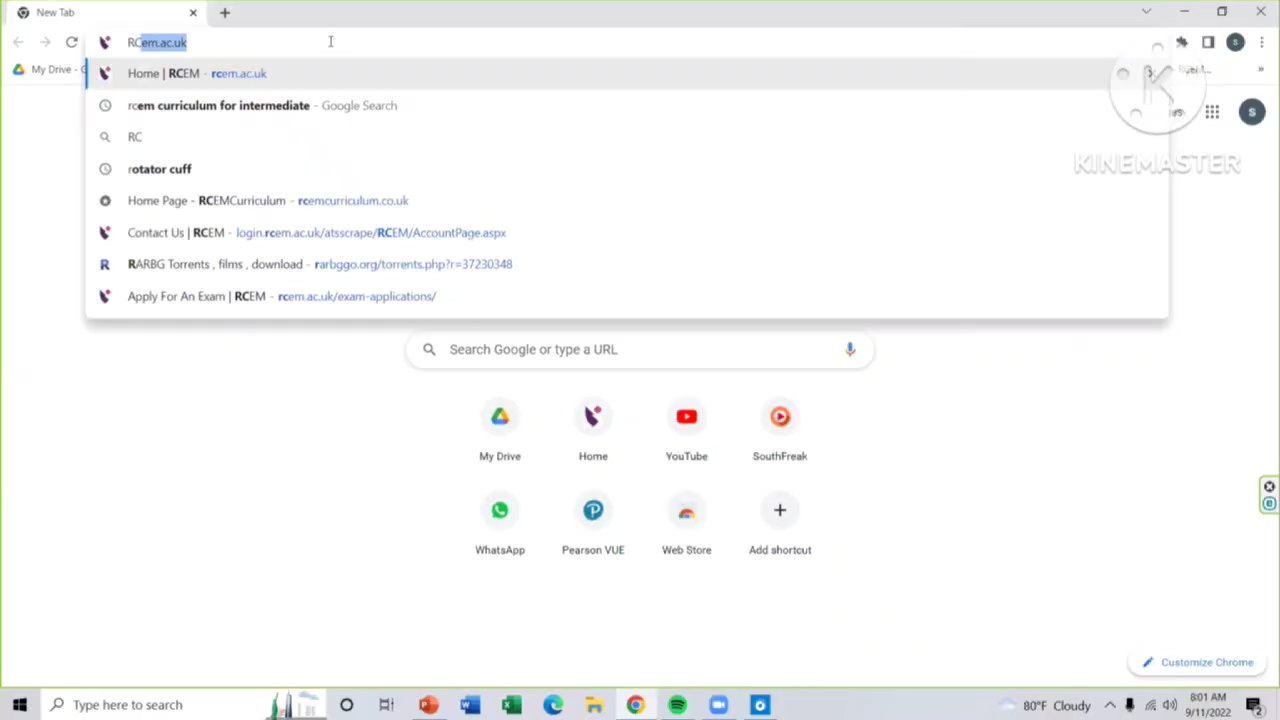 New Tab
RCem.ac.uk
My Drive - G
Home | RCEM - rcem.ac.uk
rcem curriculum for intermediate - Google Search
RC
rotator cuff
Home Page - RCEMCurriculum - rcemcurriculum.co.uk
Contact Us | RCEM - login.rcem.ac.uk/atsscrape/RCEM/AccountPage.aspx
RARBG Torrents , films , download - rarbggo.org/torrents.php?r=37230348
Apply For An Exam | RCEM - rcem.ac.uk/exam-applications/
KINEMASTER
Search Google or type a URL
My Drive
Home
YouTube
SouthFreak
WhatsApp
Pearson VUE
Web Store
Add shortcut
Customize Chrome
Type here to search
80°F Cloudy
8:01 AM
9/11/2022
2